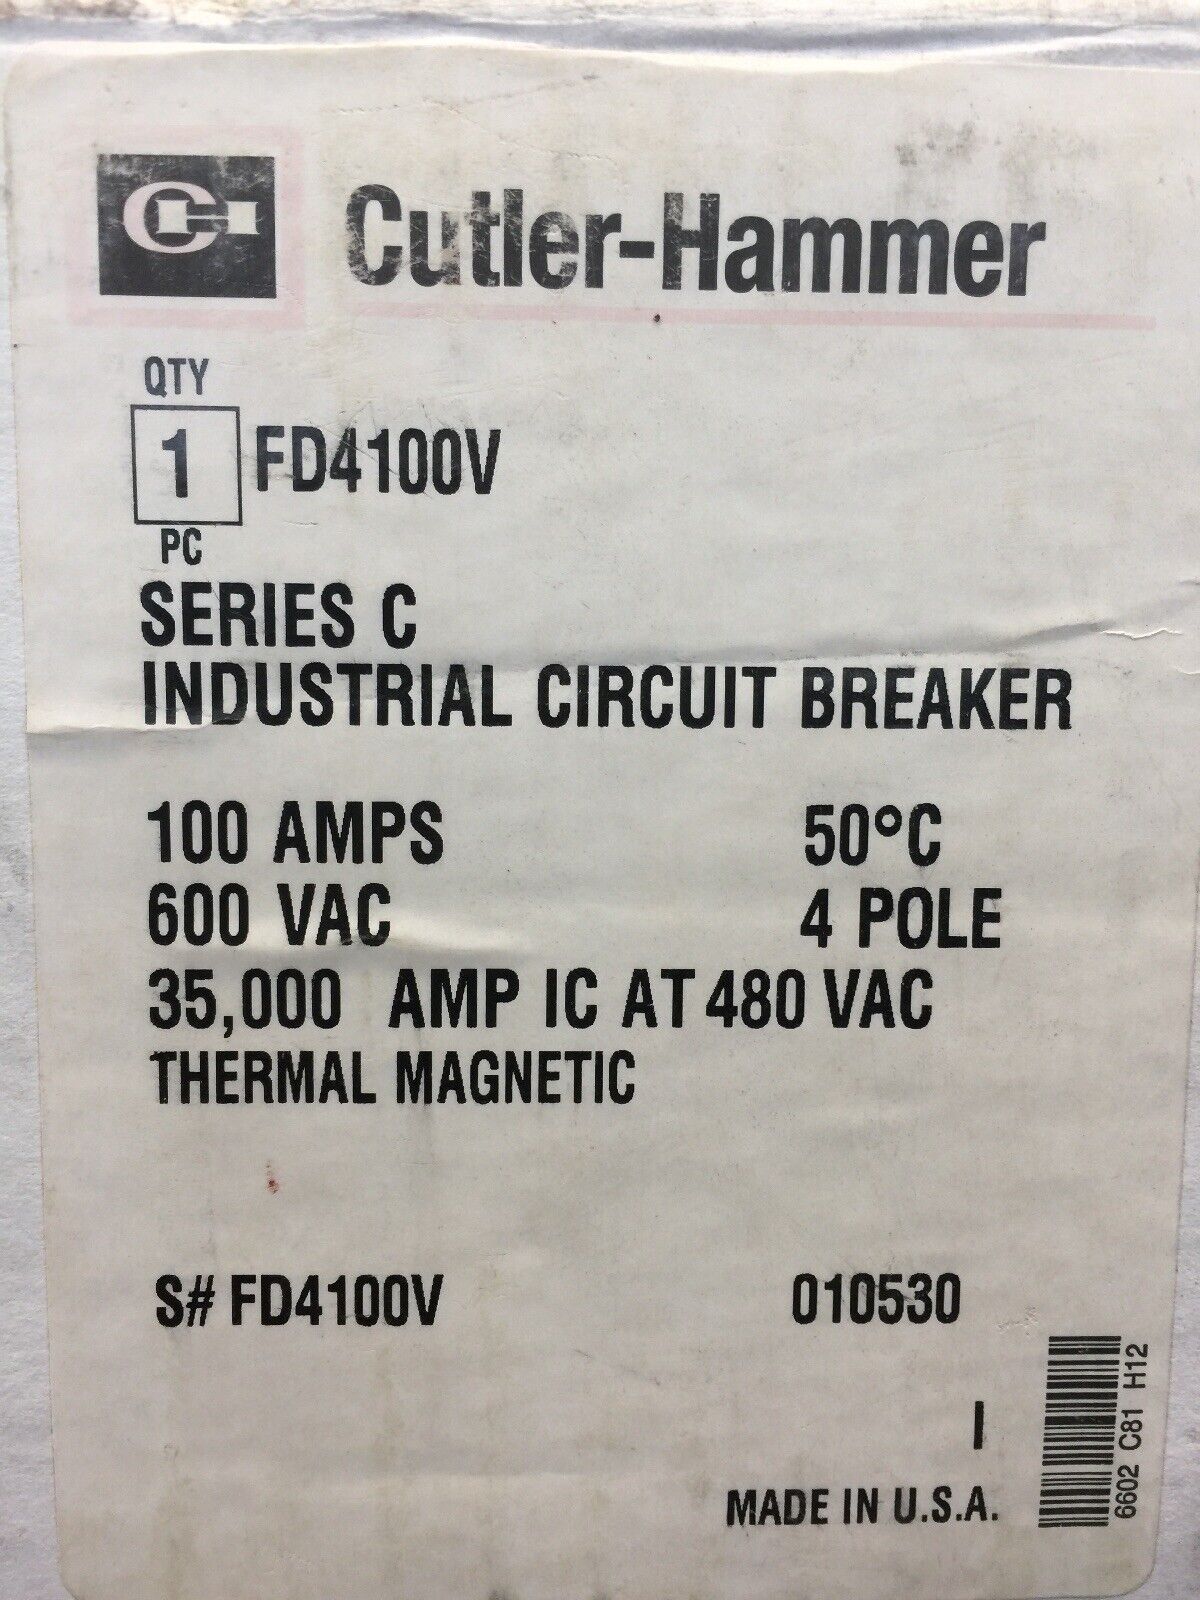 CH Cutler-Hammer
QTY
1 FD4100V
PC
SERIES C
INDUSTRIAL CIRCUIT BREAKER
100 AMPS 50°C
600 VAC 4 POLE
35,000 AMP IC AT 480 VAC
THERMAL MAGNETIC
S# FD4100V 010530
I
MADE IN U.S.A.
6602 C81 H12